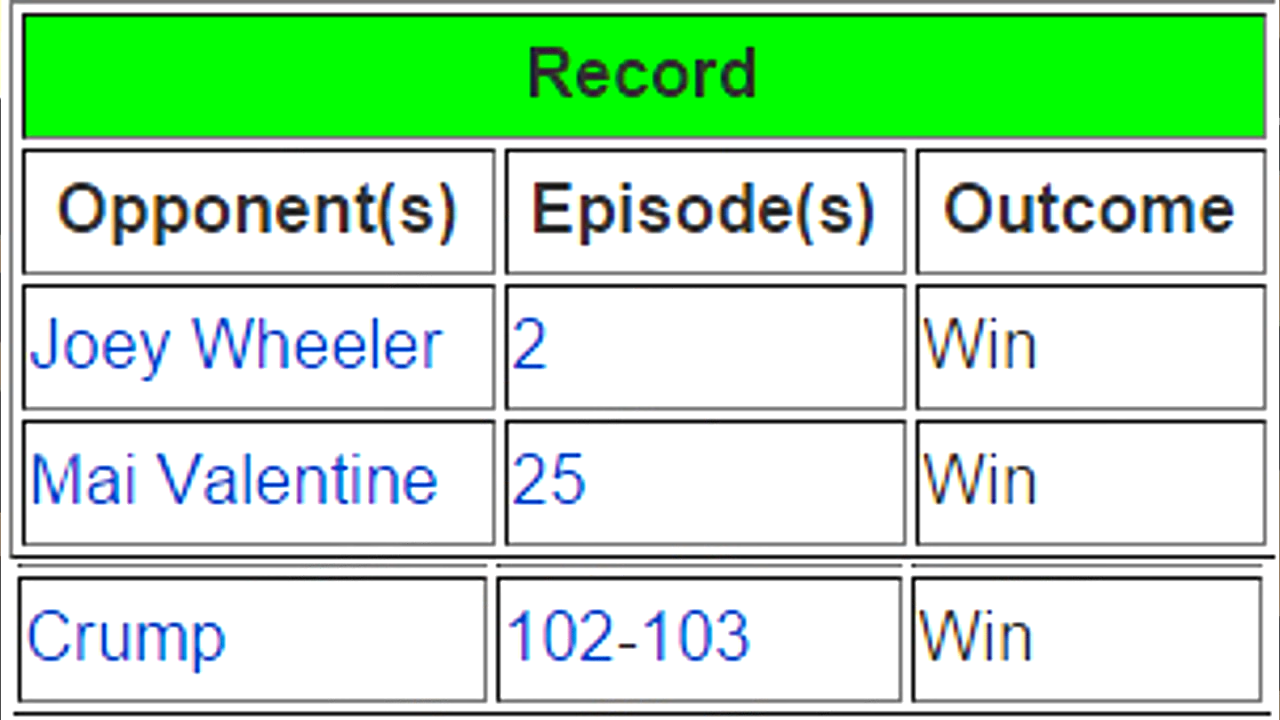 Record
Opponent(s) Episode(s) Outcome
Joey Wheeler 2 Win
Mai Valentine 25 Win
Crump 102-103 Win